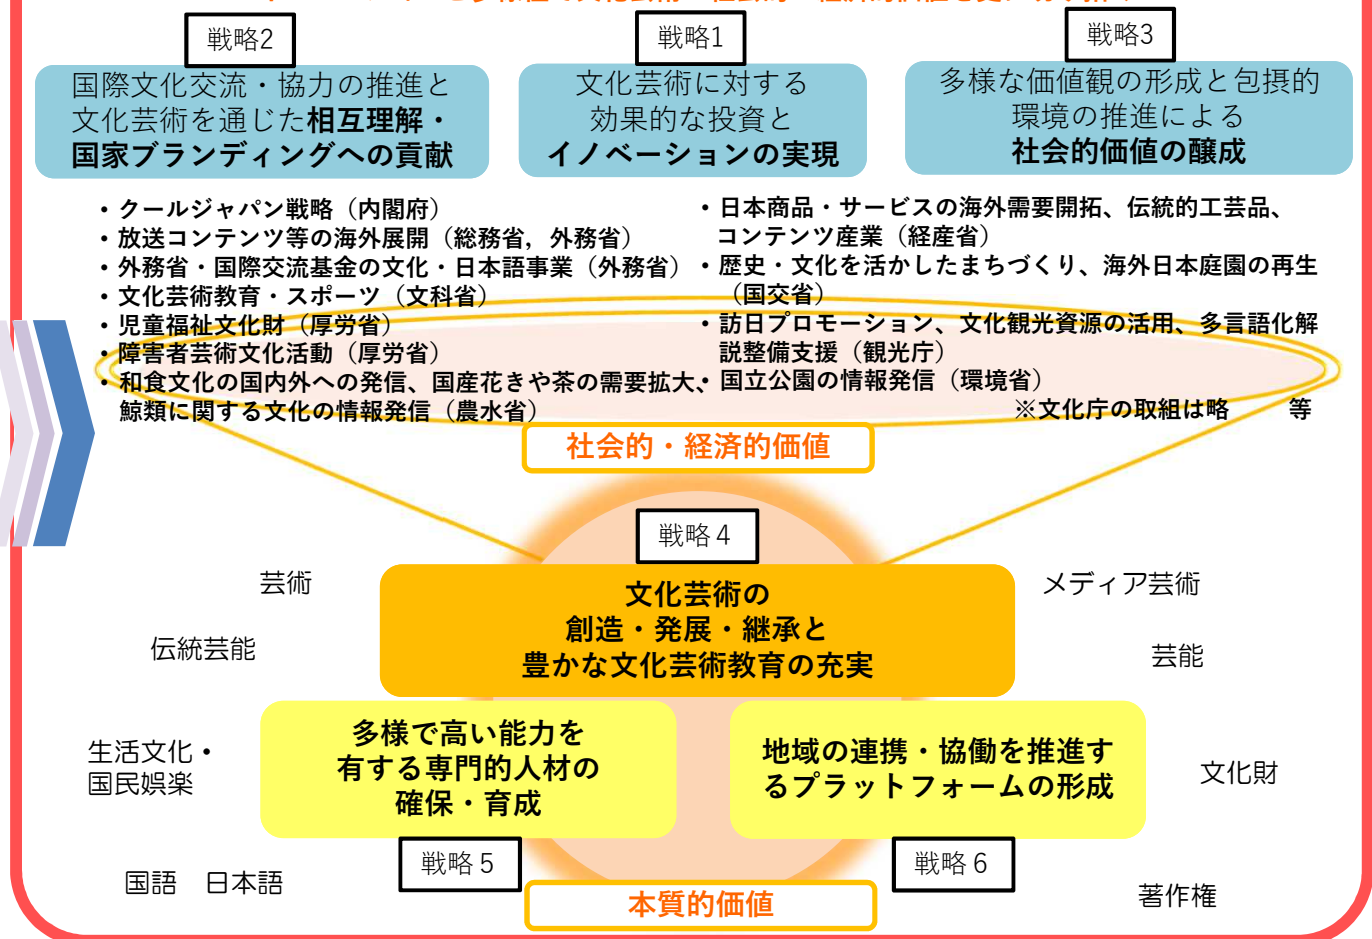 戦略2
国際文化交流・協力の推進と
文化芸術を通じた相互理解・
国家ブランディングへの貢献
戦略1
文化芸術に対する
効果的な投資と
イノベーションの実現
戦略3
多様な価値観の形成と包摂的
環境の推進による
社会的価値の醸成
・クールジャパン戦略（内閣府）
・放送コンテンツ等の海外展開（総務省，外務省）
・外務省・国際交流基金の文化・日本語事業（外務省）
・文化芸術教育・スポーツ（文科省）
・児童福祉文化財（厚労省）
・障害者芸術文化活動（厚労省）
・和食文化の国内外への発信、国産花きや茶の需要拡大、
鯨類に関する文化の情報発信（農水省）
・日本商品・サービスの海外需要開拓、伝統的工芸品、
コンテンツ産業（経産省）
・歴史・文化を活かしたまちづくり、海外日本庭園の再生
（国交省）
・訪日プロモーション、文化観光資源の活用、多言語化解
説整備支援（観光庁）
・国立公園の情報発信（環境省）
※文化庁の取組は略　　等
社会的・経済的価値
戦略４
文化芸術の
創造・発展・継承と
豊かな文化芸術教育の充実
芸術
伝統芸能
生活文化・
国民娯楽
国語　日本語
メディア芸術
芸能
文化財
著作権
多様で高い能力を
有する専門的人材の
確保・育成
戦略５
地域の連携・協働を推進す
るプラットフォームの形成
戦略６
本質的価値